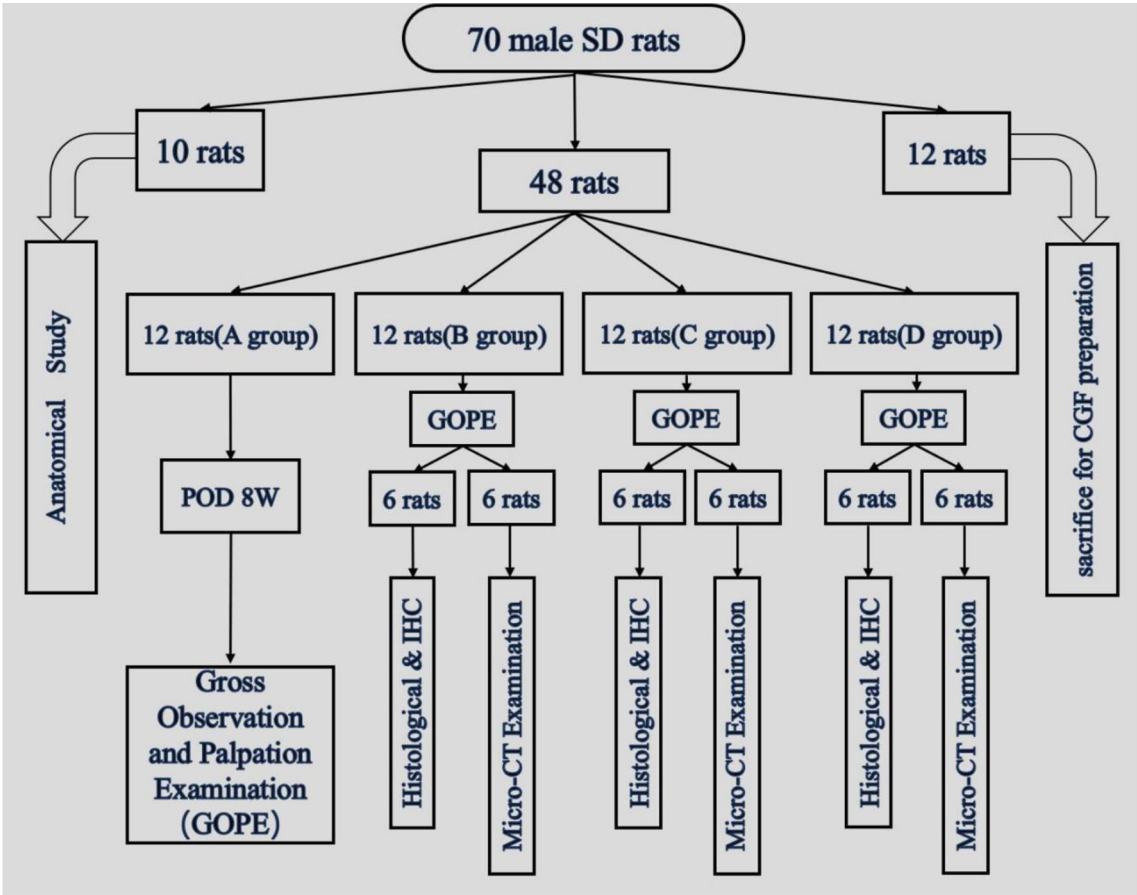 70 male SD rats
10 rats
48 rats
12 rats
Anatomical Study
12 rats(A group)
12 rats(B group)
12 rats(C group)
12 rats(D group)
sacrifice for CGF preparation
GOPE
GOPE
GOPE
POD 8W
6 rats
6 rats
6 rats
6 rats
6 rats
6 rats
Gross
Observation
and Palpation
Examination
(GOPE)
Histological & IHC
Micro-CT Examination
Histological & IHC
Micro-CT Examination
Histological & IHC
Micro-CT Examination